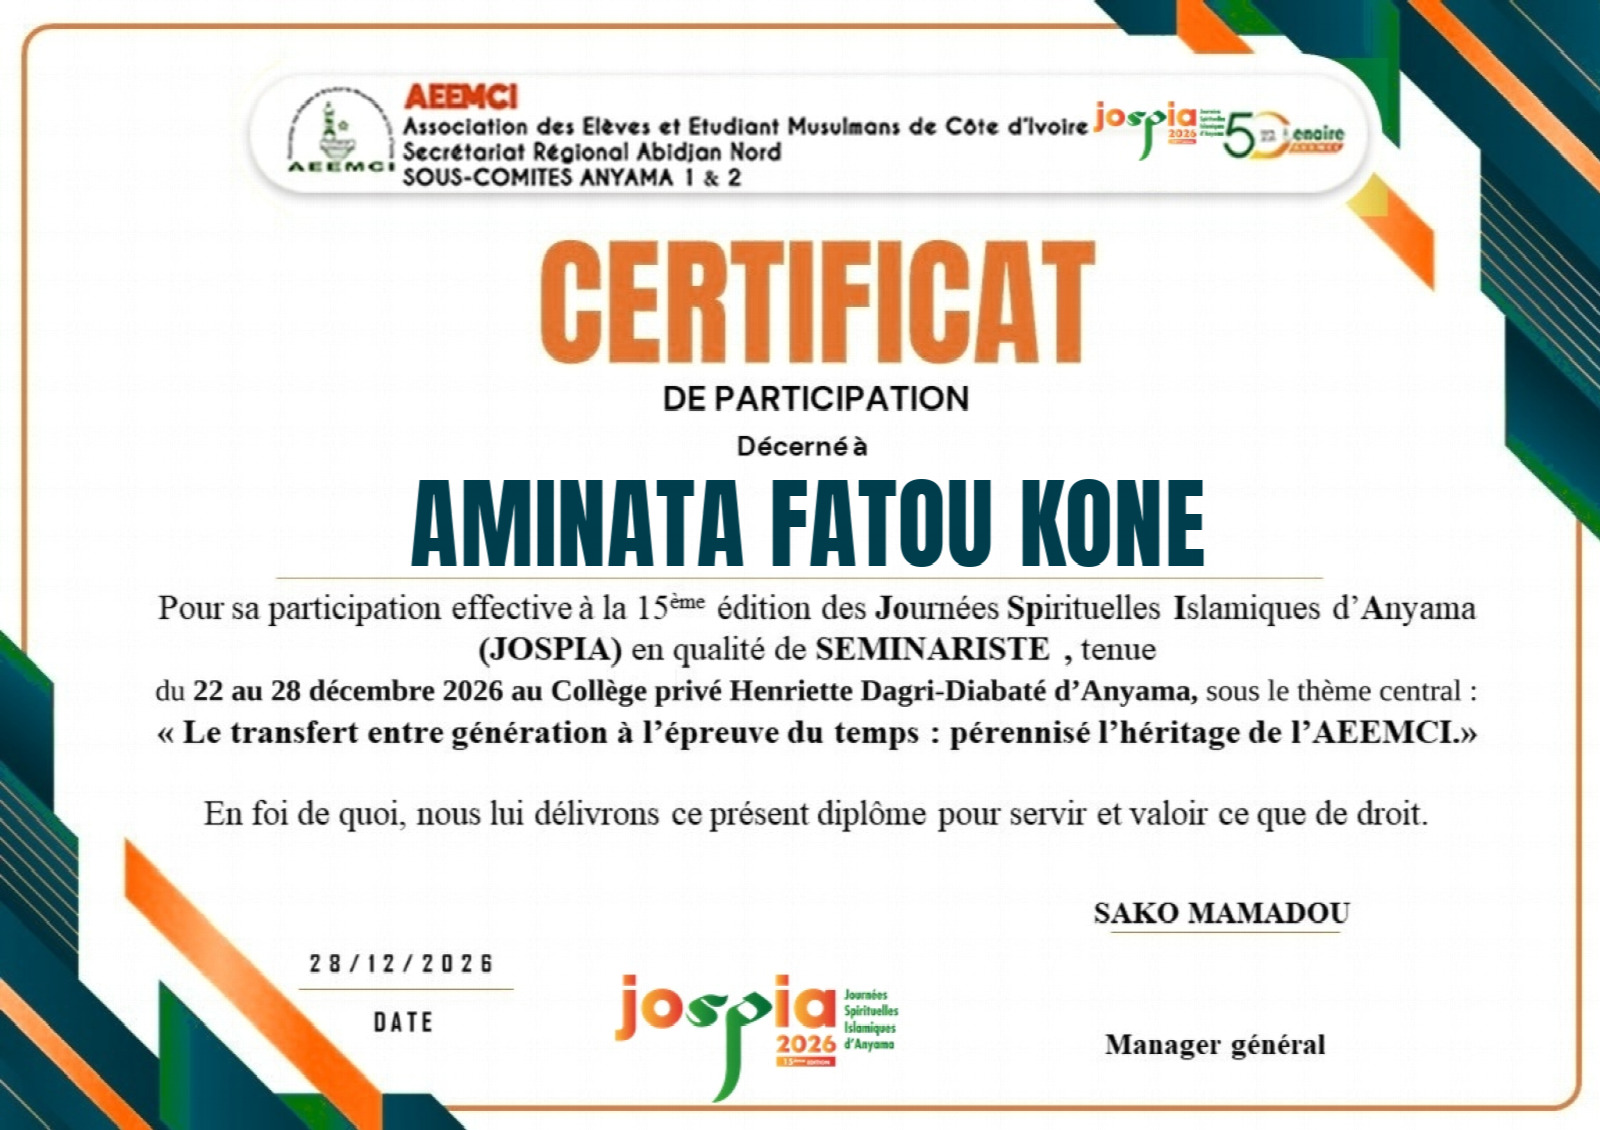 AEEMCI
Association des Elèves et Etudiant Musulmans de Côte d'Ivoire
Secrétariat Régional Abidjan Nord
SOUS-COMITES ANYAMA 1 & 2
AEEMCI
jospia
2026
50enaire
CERTIFICAT
DE PARTICIPATION
Décerné à
AMINATA FATOU KONE
Pour sa participation effective à la 15ème édition des Journées Spirituelles Islamiques d’Anyama
(JOSPIA) en qualité de SEMINARISTE , tenue
du 22 au 28 décembre 2026 au Collège privé Henriette Dagri-Diabaté d’Anyama, sous le thème central :
« Le transfert entre génération à l’épreuve du temps : pérennisé l’héritage de l’AEEMCI.»
En foi de quoi, nous lui délivrons ce présent diplôme pour servir et valoir ce que de droit.
SAKO MAMADOU
28/12/2026
DATE
jospia
2026
15ème EDITION
Journées
Spirituelles
Islamiques
d'Anyama
Manager général